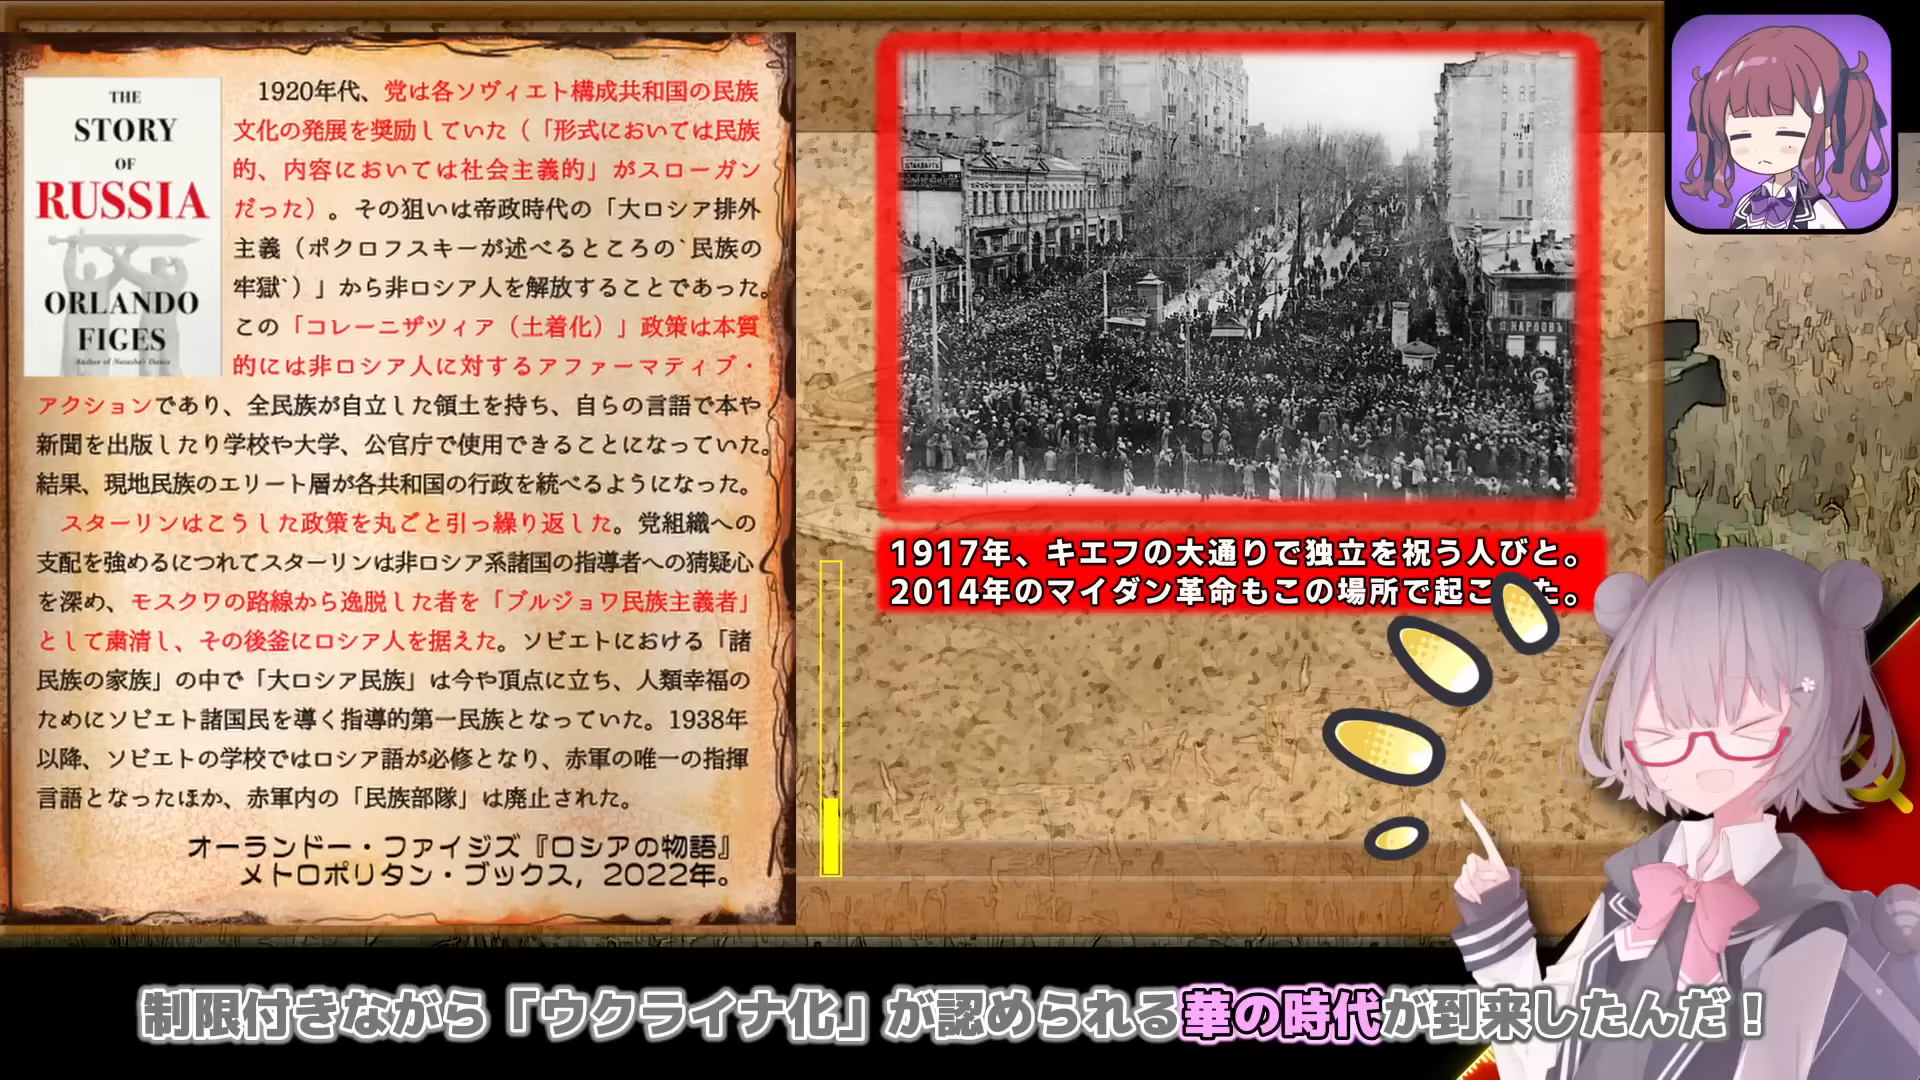 THE
STORY
OF
RUSSIA
ORLANDO
FIGES
Author of Natasha's Dance
1920年代、党は各ソヴィエト構成共和国の民族
文化の発展を奨励していた（「形式においては民族
的、内容においては社会主義的」がスローガン
だった）。その狙いは帝政時代の「大ロシア排外
主義（ポクロフスキーが述べるところの`民族の
牢獄`）」から非ロシア人を解放することであった。
この「コレーニザツィア（土着化）」政策は本質
的には非ロシア人に対するアファーマティブ・
アクションであり、全民族が自立した領土を持ち、自らの言語で本や
新聞を出版したり学校や大学、公官庁で使用できることになっていた。
結果、現地民族のエリート層が各共和国の行政を統べるようになった。
スターリンはこうした政策を丸ごと引っ繰り返した。党組織への
支配を強めるにつれてスターリンは非ロシア系諸国の指導者への猜疑心
を深め、モスクワの路線から逸脱した者を「ブルジョワ民族主義者」
として粛清し、その後釜にロシア人を据えた。ソビエトにおける「諸
民族の家族」の中で「大ロシア民族」は今や頂点に立ち、人類幸福の
ためにソビエト諸国民を導く指導的第一民族となっていた。1938年
以降、ソビエトの学校ではロシア語が必修となり、赤軍の唯一の指揮
言語となったほか、赤軍内の「民族部隊」は廃止された。
オーランドー・ファイジズ『ロシアの物語』
メトロポリタン・ブックス，2022年。
1917年、キエフの大通りで独立を祝う人びと。
2014年のマイダン革命もこの場所で起こ た。
制限付きながら「ウクライナ化」が認められる華の時代が到来したんだ！